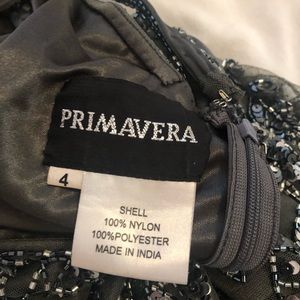 PRIMAVERA
4
SHELL
100% NYLON
100%POLYESTER
MADE IN INDIA